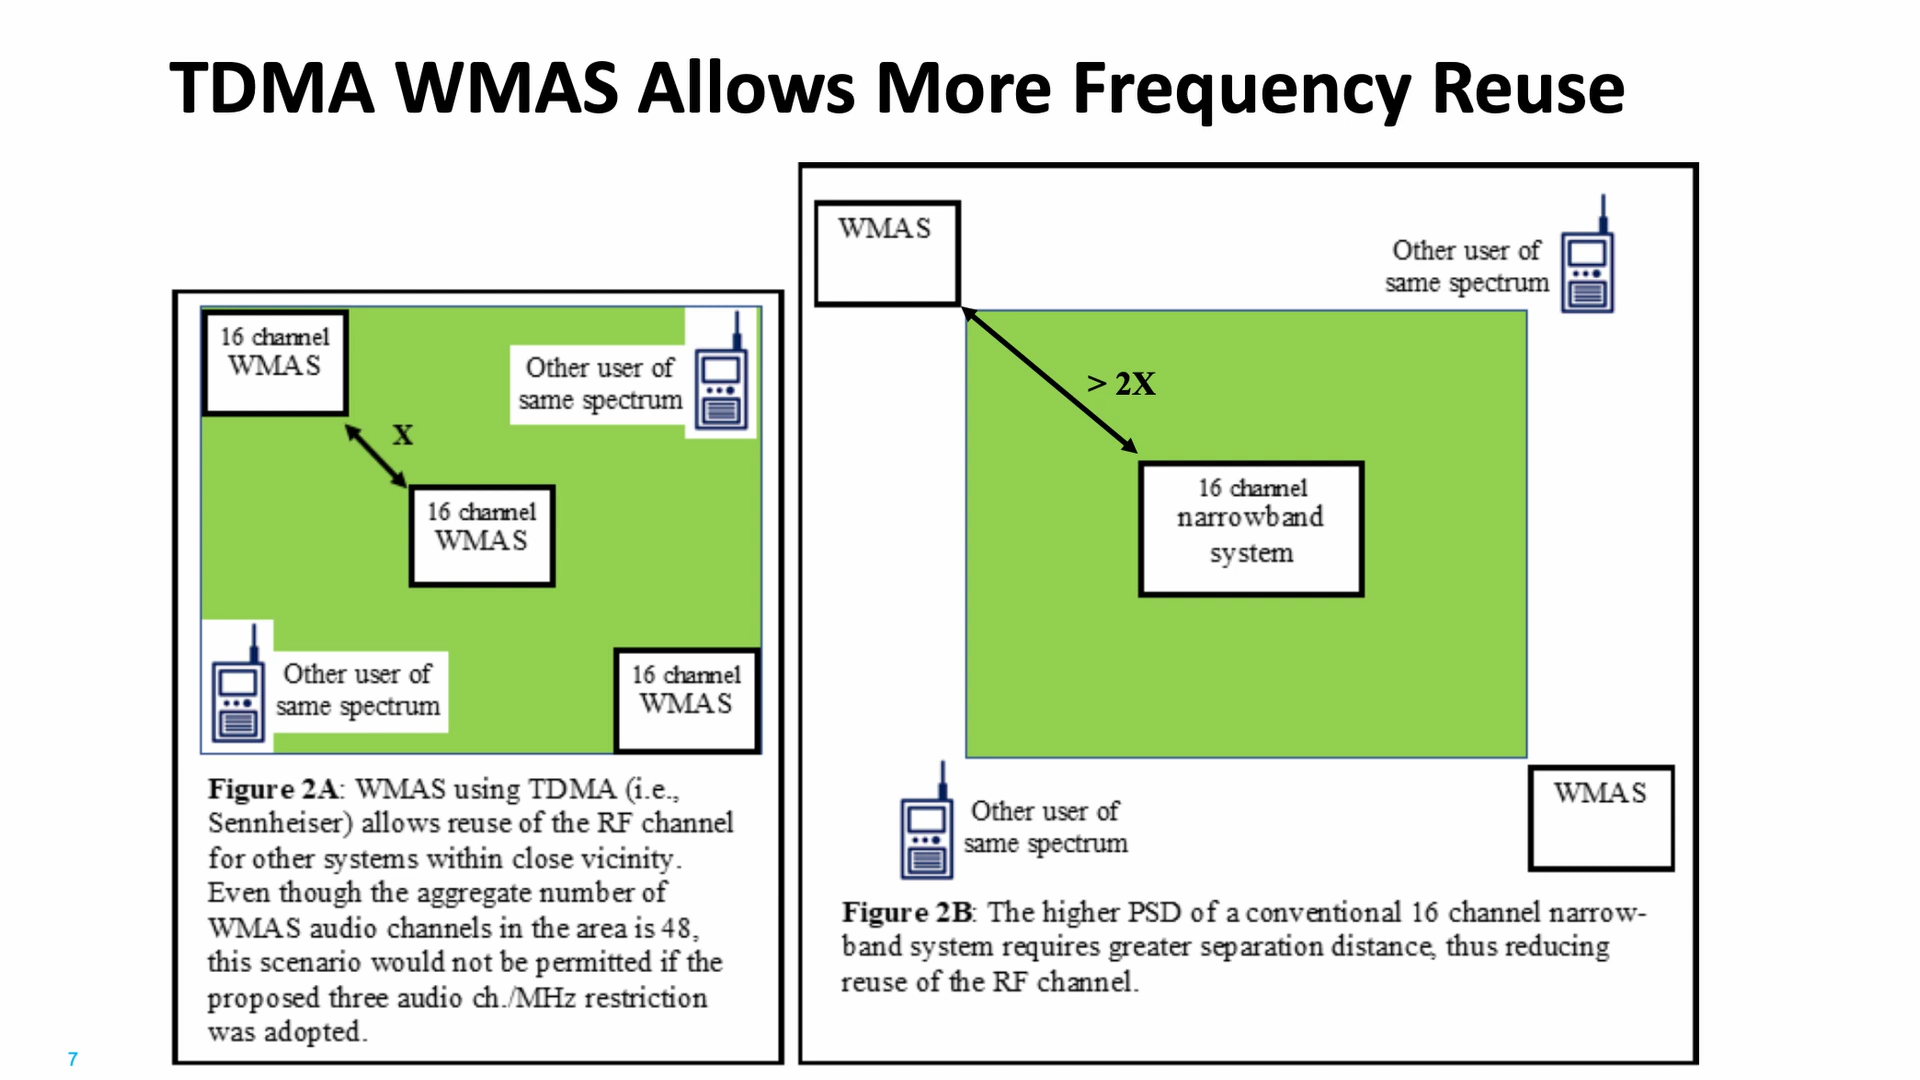 TDMA WMAS Allows More Frequency Reuse
16 channel
WMAS
Other user of
same spectrum
X
16 channel
WMAS
Other user of
same spectrum
16 channel
WMAS
Figure 2A: WMAS using TDMA (i.e.,
Sennheiser) allows reuse of the RF channel
for other systems within close vicinity.
Even though the aggregate number of
WMAS audio channels in the area is 48,
this scenario would not be permitted if the
proposed three audio ch./MHz restriction
was adopted.
WMAS
Other user of
same spectrum
> 2X
16 channel
narrowband
system
WMAS
Other user of
same spectrum
Figure 2B: The higher PSD of a conventional 16 channel narrow-
band system requires greater separation distance, thus reducing
reuse of the RF channel.
7